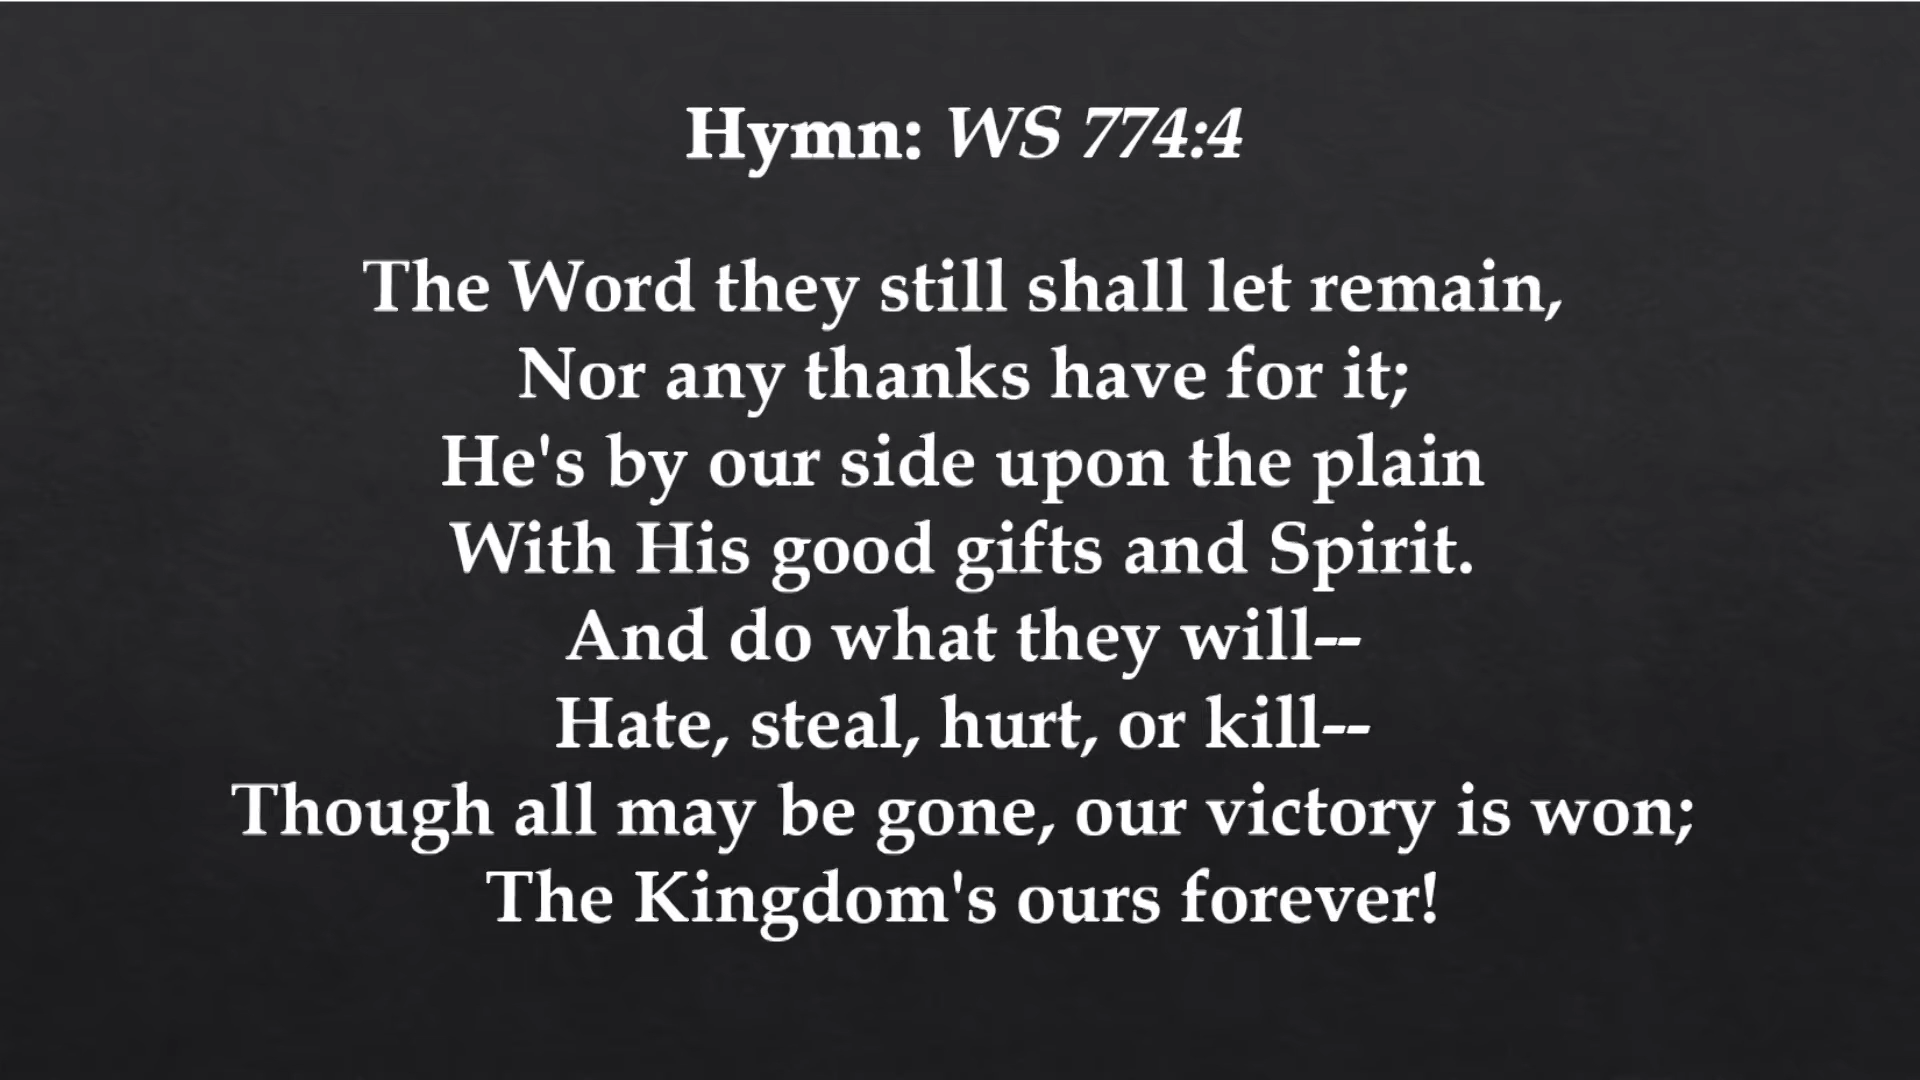 Hymn: WS 774:4
The Word they still shall let remain,
Nor any thanks have for it;
He's by our side upon the plain
With His good gifts and Spirit.
And do what they will--
Hate, steal, hurt, or kill--
Though all may be gone, our victory is won;
The Kingdom's ours forever!